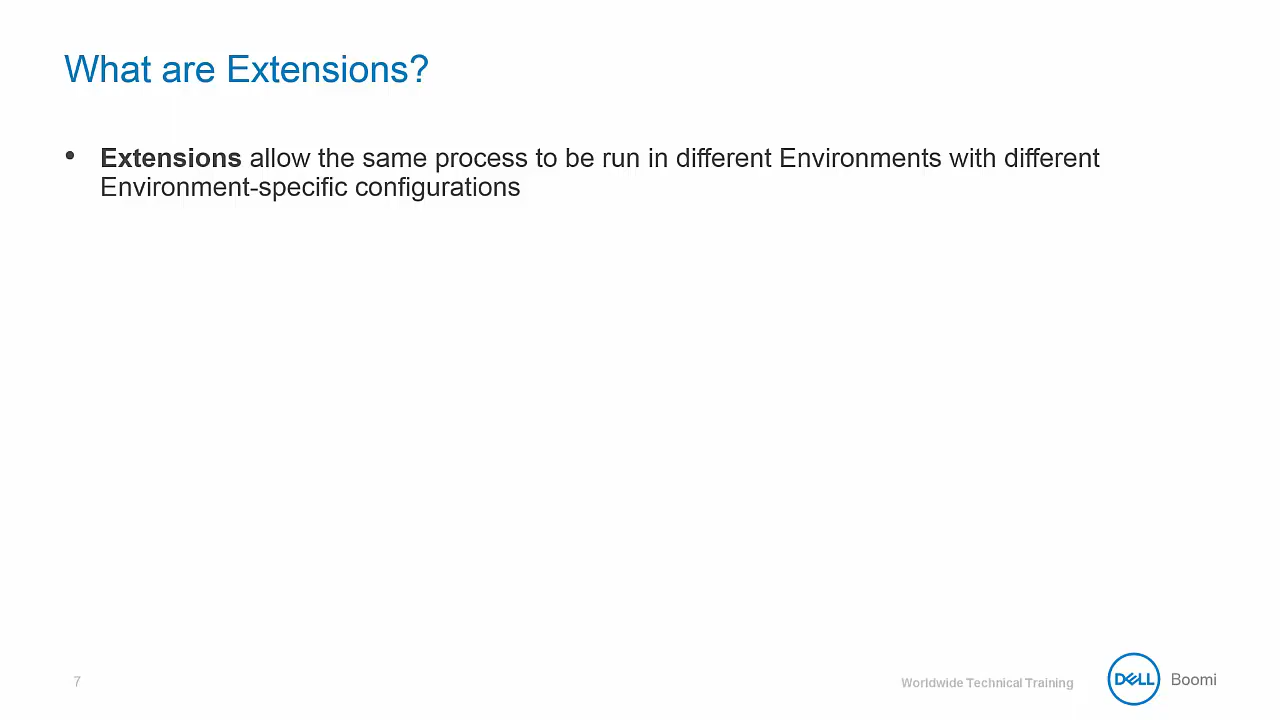 What are Extensions?
• Extensions allow the same process to be run in different Environments with different
Environment-specific configurations
7
Worldwide Technical Training
DELL Boomi